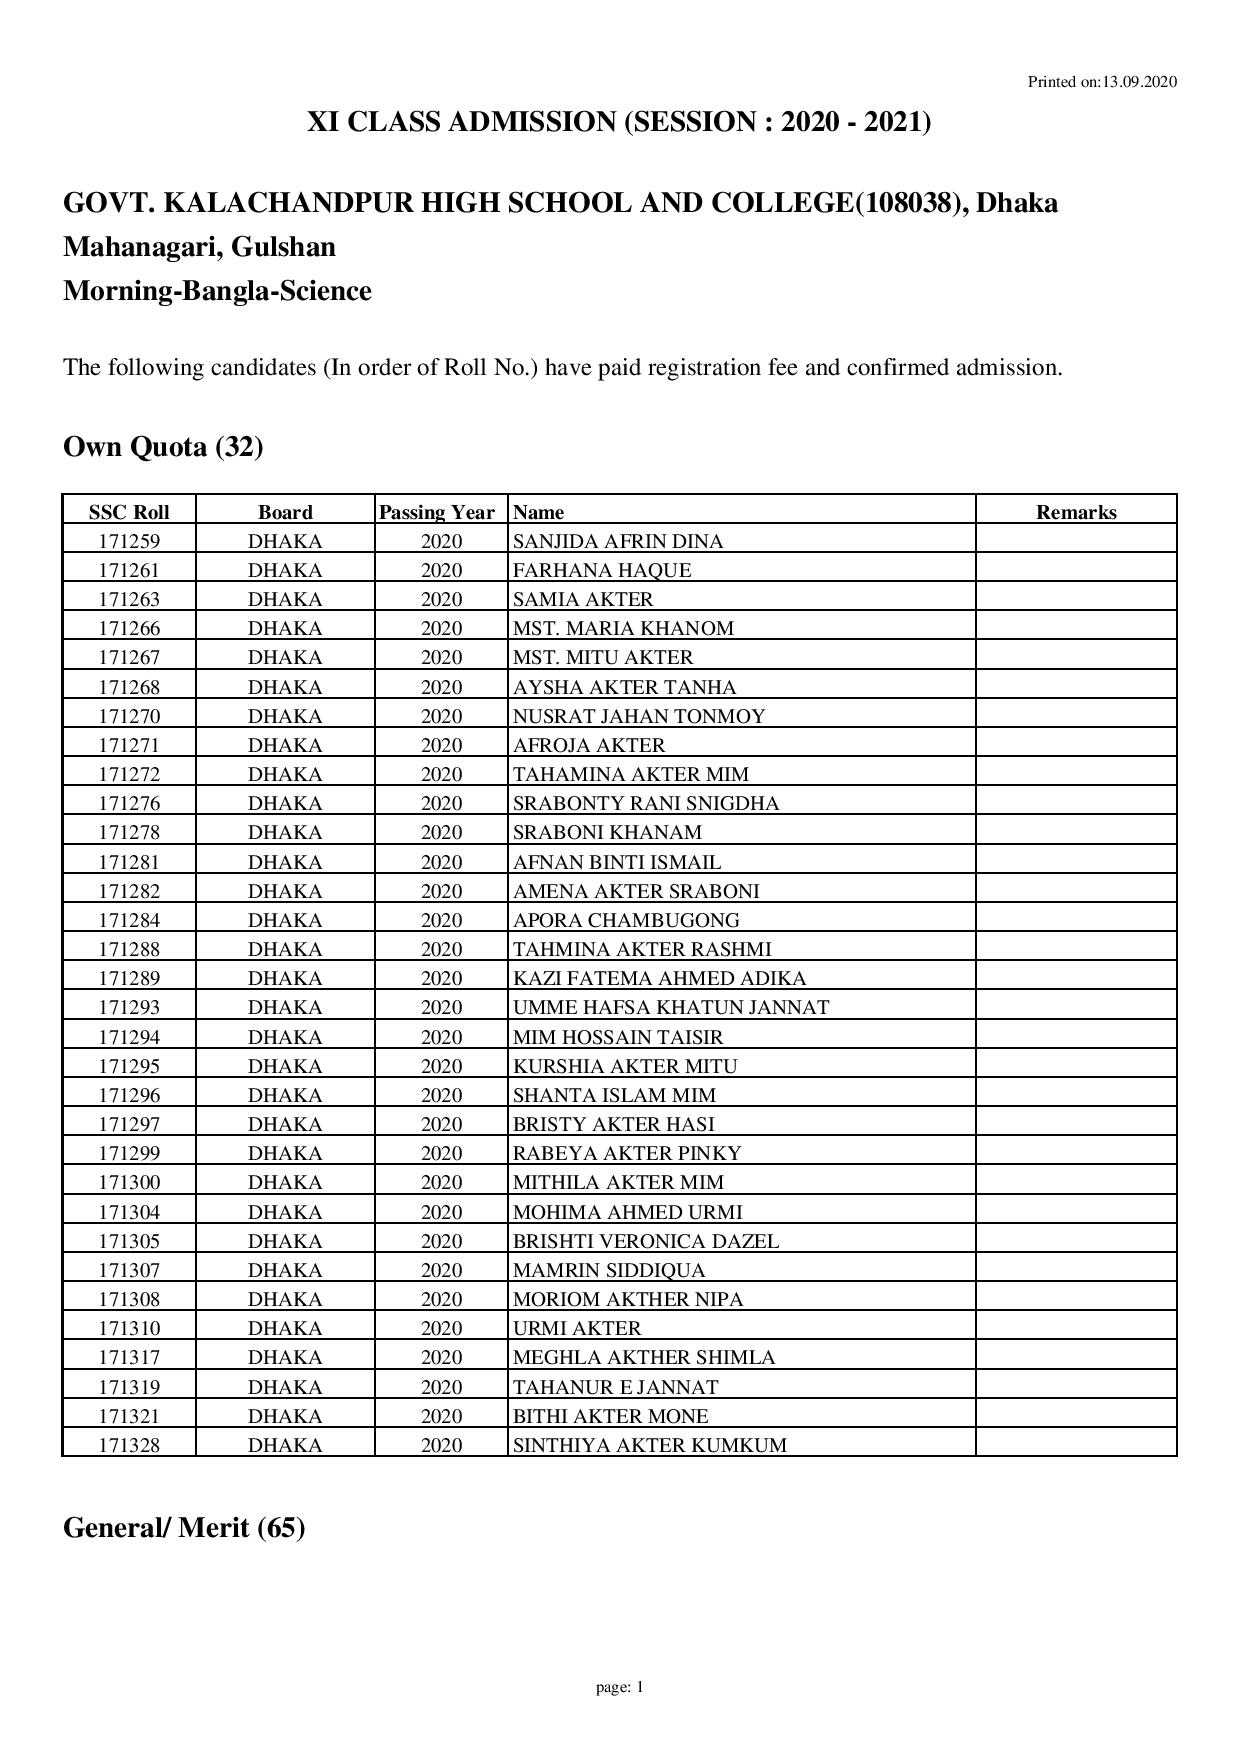 Printed on:13.09.2020
XI CLASS ADMISSION (SESSION : 2020 - 2021)
GOVT. KALACHANDPUR HIGH SCHOOL AND COLLEGE(108038), Dhaka
Mahanagari, Gulshan
Morning-Bangla-Science
The following candidates (In order of Roll No.) have paid registration fee and confirmed admission.
Own Quota (32)
SSC Roll Board Passing Year Name Remarks
171259 DHAKA 2020 SANJIDA AFRIN DINA
171261 DHAKA 2020 FARHANA HAQUE
171263 DHAKA 2020 SAMIA AKTER
171266 DHAKA 2020 MST. MARIA KHANOM
171267 DHAKA 2020 MST. MITU AKTER
171268 DHAKA 2020 AYSHA AKTER TANHA
171270 DHAKA 2020 NUSRAT JAHAN TONMOY
171271 DHAKA 2020 AFROJA AKTER
171272 DHAKA 2020 TAHAMINA AKTER MIM
171276 DHAKA 2020 SRABONTY RANI SNIGDHA
171278 DHAKA 2020 SRABONI KHANAM
171281 DHAKA 2020 AFNAN BINTI ISMAIL
171282 DHAKA 2020 AMENA AKTER SRABONI
171284 DHAKA 2020 APORA CHAMBUGONG
171288 DHAKA 2020 TAHMINA AKTER RASHMI
171289 DHAKA 2020 KAZI FATEMA AHMED ADIKA
171293 DHAKA 2020 UMME HAFSA KHATUN JANNAT
171294 DHAKA 2020 MIM HOSSAIN TAISIR
171295 DHAKA 2020 KURSHIA AKTER MITU
171296 DHAKA 2020 SHANTA ISLAM MIM
171297 DHAKA 2020 BRISTY AKTER HASI
171299 DHAKA 2020 RABEYA AKTER PINKY
171300 DHAKA 2020 MITHILA AKTER MIM
171304 DHAKA 2020 MOHIMA AHMED URMI
171305 DHAKA 2020 BRISHTI VERONICA DAZEL
171307 DHAKA 2020 MAMRIN SIDDIQUA
171308 DHAKA 2020 MORIOM AKTHER NIPA
171310 DHAKA 2020 URMI AKTER
171317 DHAKA 2020 MEGHLA AKTHER SHIMLA
171319 DHAKA 2020 TAHANUR E JANNAT
171321 DHAKA 2020 BITHI AKTER MONE
171328 DHAKA 2020 SINTHIYA AKTER KUMKUM
General/ Merit (65)
page: 1